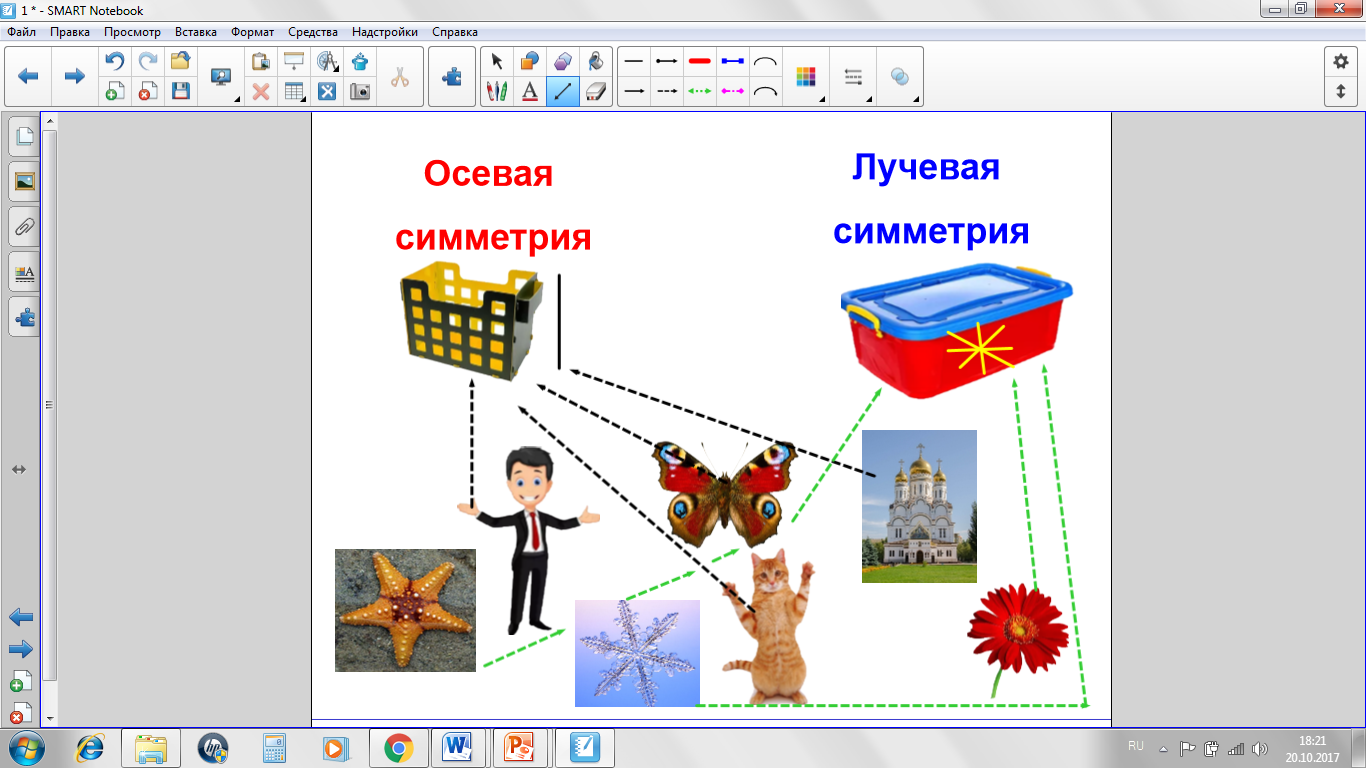 1 * - SMART Notebook
Файл Правка Просмотр Вставка Формат Средства Надстройки Справка
Осевая
симметрия
Лучевая
симметрия
RU
18:21
20.10.2017